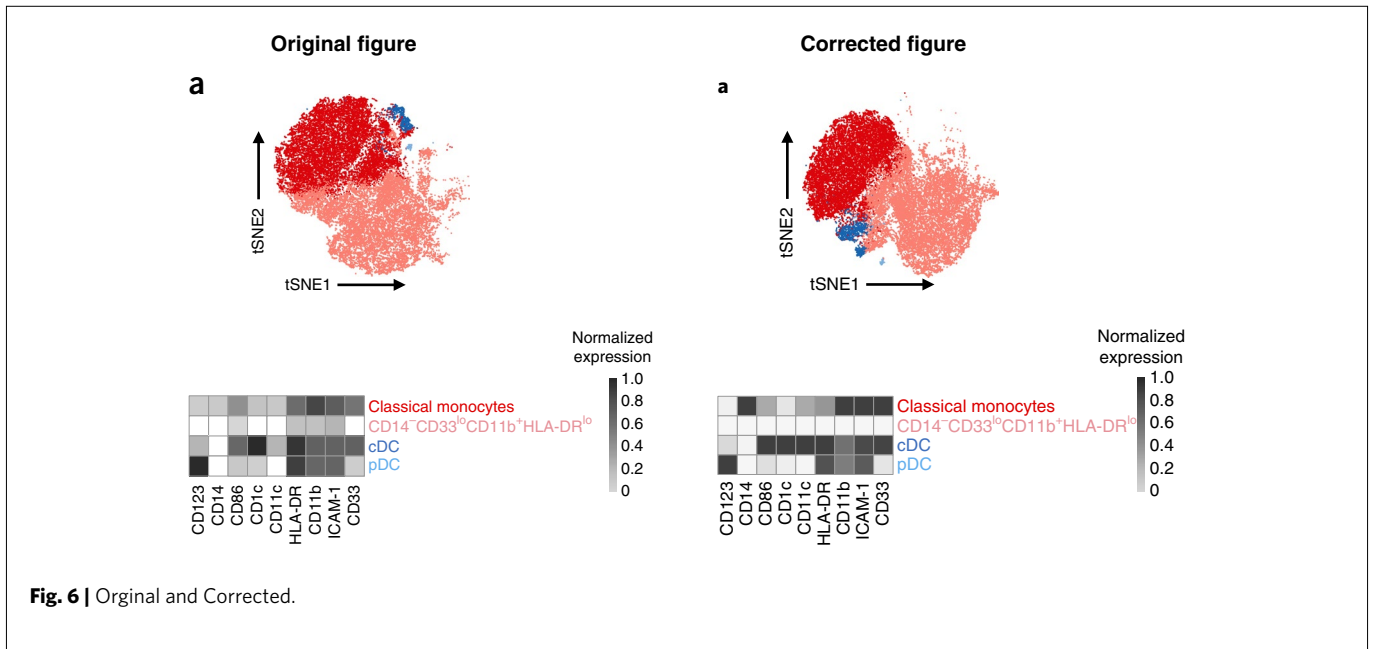 Original figure
a
tSNE2
tSNE1
Normalized
expression
1.0
0.8
0.6
0.4
0.2
0
Classical monocytes
CD14⁻CD33ˡᵒCD11b⁺HLA-DRˡᵒ
cDC
pDC
CD123
CD14
CD86
CD1c
CD11c
HLA-DR
CD11b
ICAM-1
CD33
Corrected figure
a
tSNE2
tSNE1
Normalized
expression
1.0
0.8
0.6
0.4
0.2
0
Classical monocytes
CD14⁻CD33ˡᵒCD11b⁺HLA-DRˡᵒ
cDC
pDC
CD123
CD14
CD86
CD1c
CD11c
HLA-DR
CD11b
ICAM-1
CD33
Fig. 6 | Orginal and Corrected.